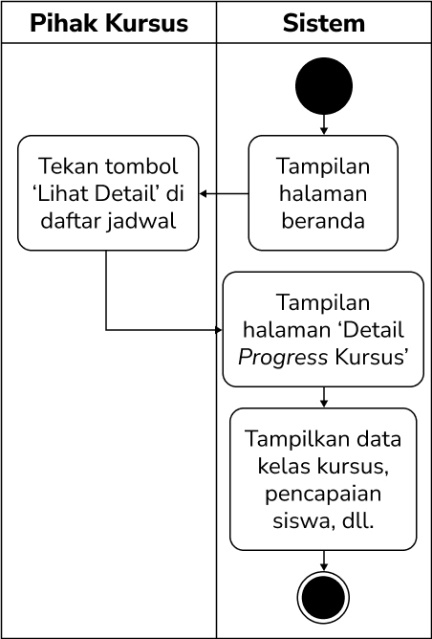 Pihak Kursus
Sistem
Tampilan
halaman
beranda
Tekan tombol
‘Lihat Detail’ di
daftar jadwal
Tampilan
halaman ‘Detail
Progress Kursus’
Tampilkan data
kelas kursus,
pencapaian
siswa, dll.